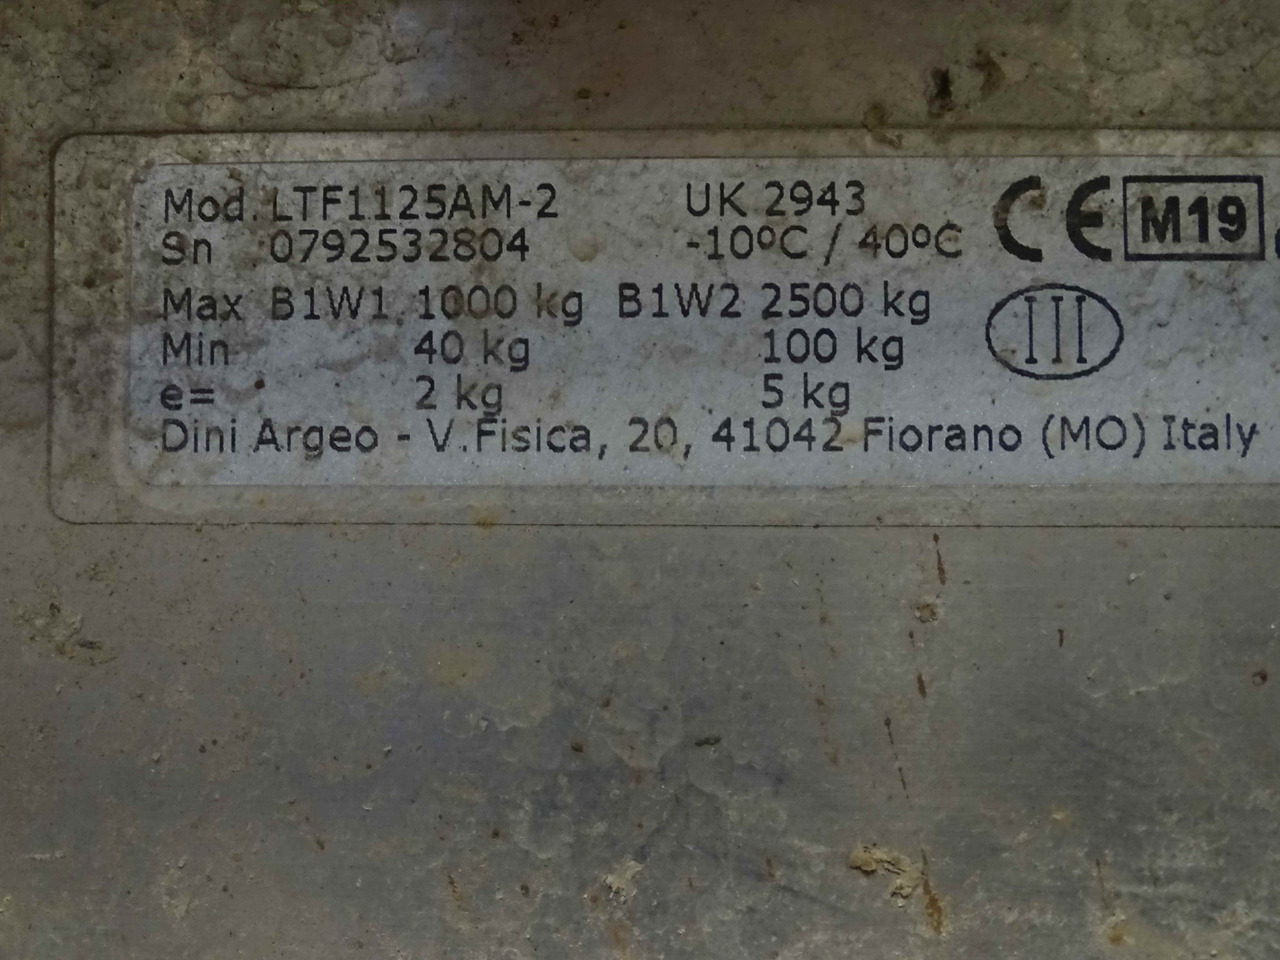 Mod. LTF1125AM-2 UK 2943 CE M19
Sn 0792532804 -10ºC / 40ºC
Max B1W1 1000 kg B1W2 2500 kg III
Min 40 kg 100 kg
e= 2 kg 5 kg
Dini Argeo - V.Fisica, 20, 41042 Fiorano (MO) Italy